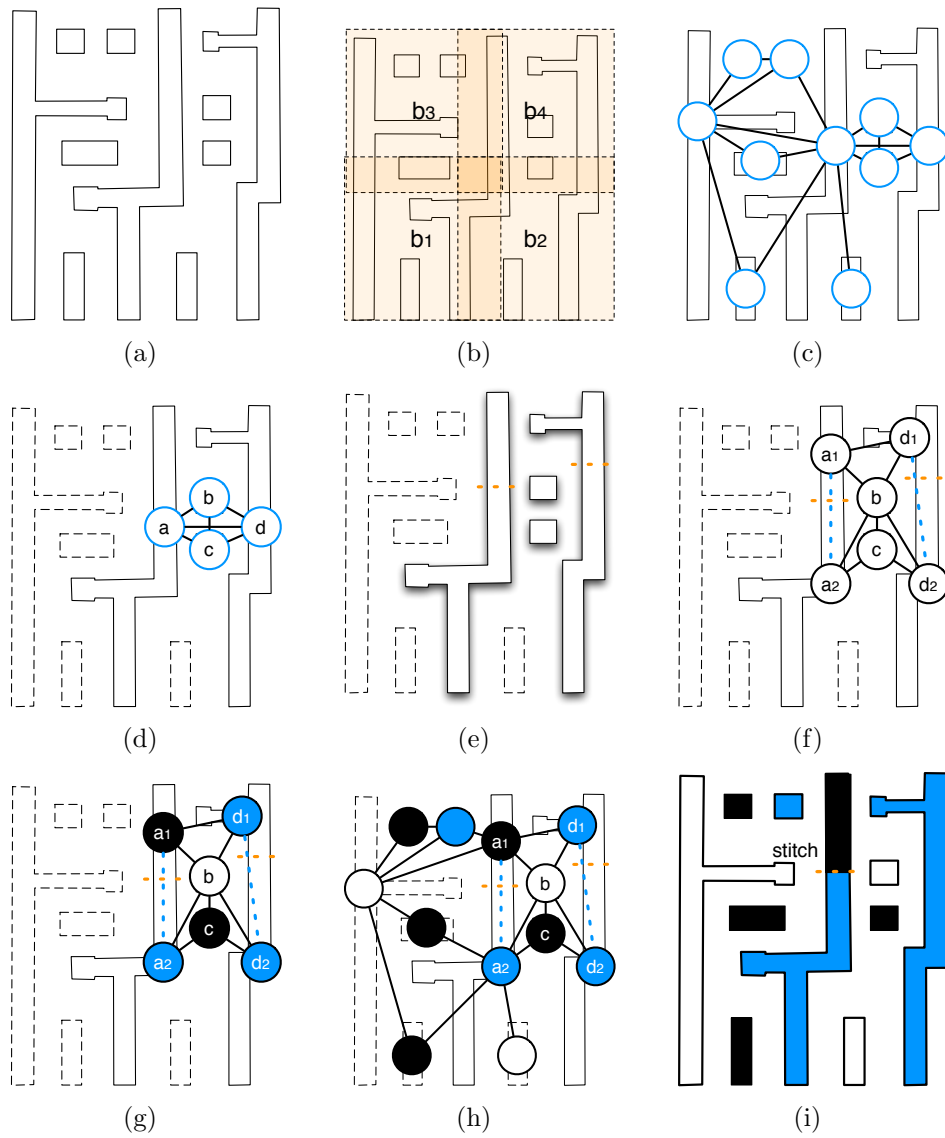 (a)
b3 b4
b1 b2
(b)
(c)
a b d
c
(d)
(e)
a1 d1
b
c
a2 d2
(f)
a1 d1
b
c
a2 d2
(g)
a1 d1
b
c
a2 d2
(h)
stitch
(i)